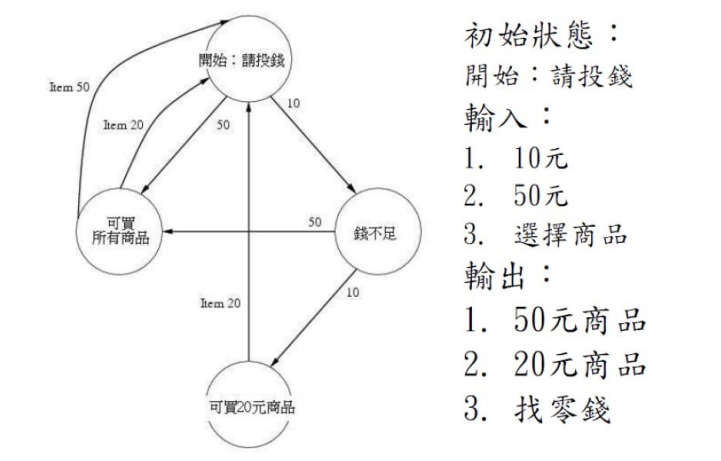 開始：請投錢
Item 50
10
Item 20
50
可買
所有商品
50
錢不足
Item 20
10
可買20元商品
初始狀態：
開始：請投錢
輸入：
1. 10元
2. 50元
3. 選擇商品
輸出：
1. 50元商品
2. 20元商品
3. 找零錢